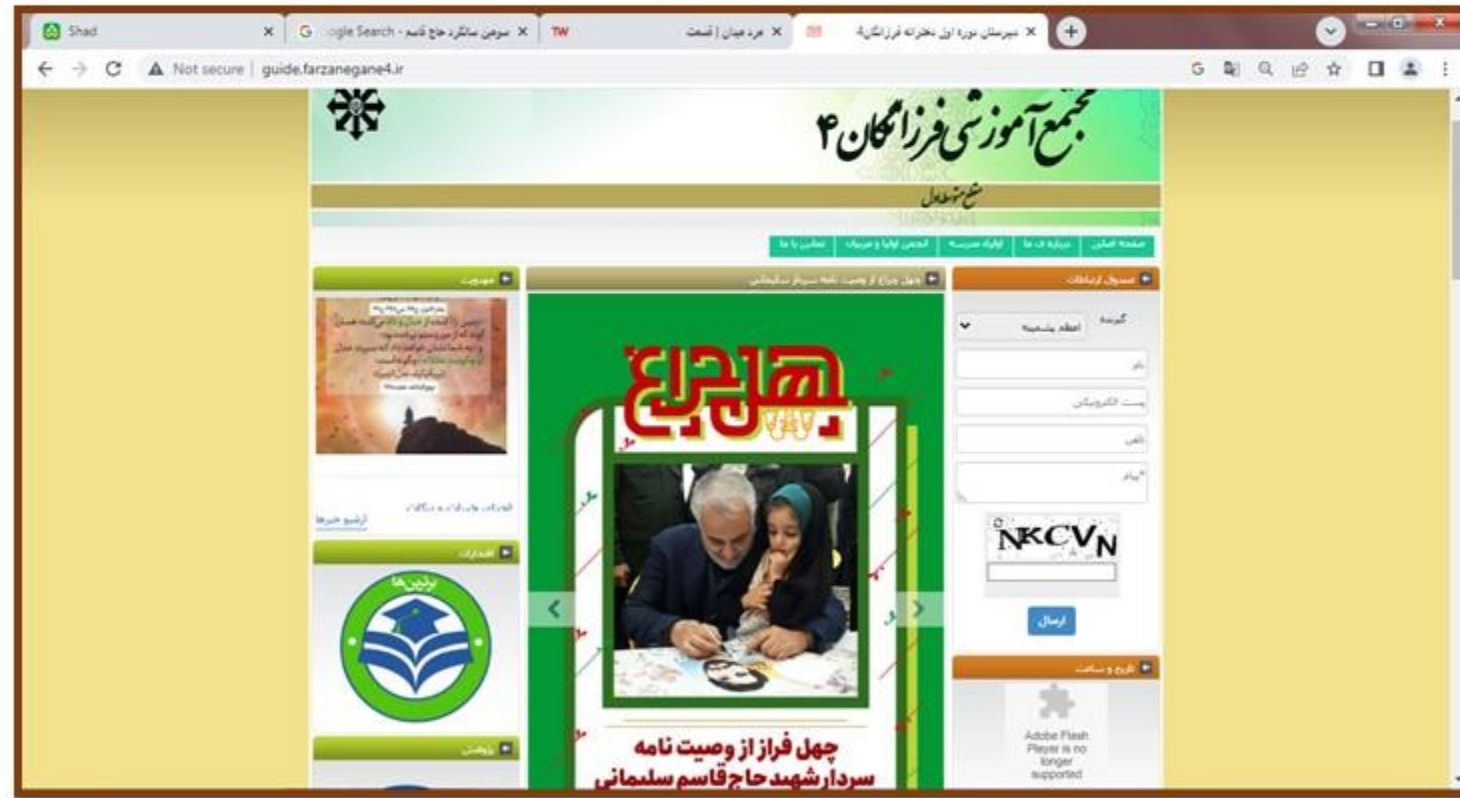 Shad
سومین سالگرد حاج قاسم - Google Search
TW
مرد میدان | قسمت
دبیرستان دوره اول دخترانه فرزانگان4
Not secure | guide.farzanegane4.ir
مجتمع آموزشی فرزانگان ۴
مقطع متوسطه اول
صفحه اصلی
درباره ی ما
اولیاء مدرسه
انجمن اولیا و مربیان
تماس با ما
مسوول ارتباطات
گیرنده
اعظم پشمینه
نام
پست الکترونیکی
تلفن
*پیام
NKCVN
ارسال
تاریخ و ساعت
Adobe Flash
Player is no
longer
supported
چهل چراغ از وصیت نامه سردار سلیمانی
چهل چراغ
چهل فراز از وصیت نامه
سردار شهید حاج قاسم سلیمانی
مهدویت
آرشیو خبرها
افتخارات
برترین‌ها
پژوهش